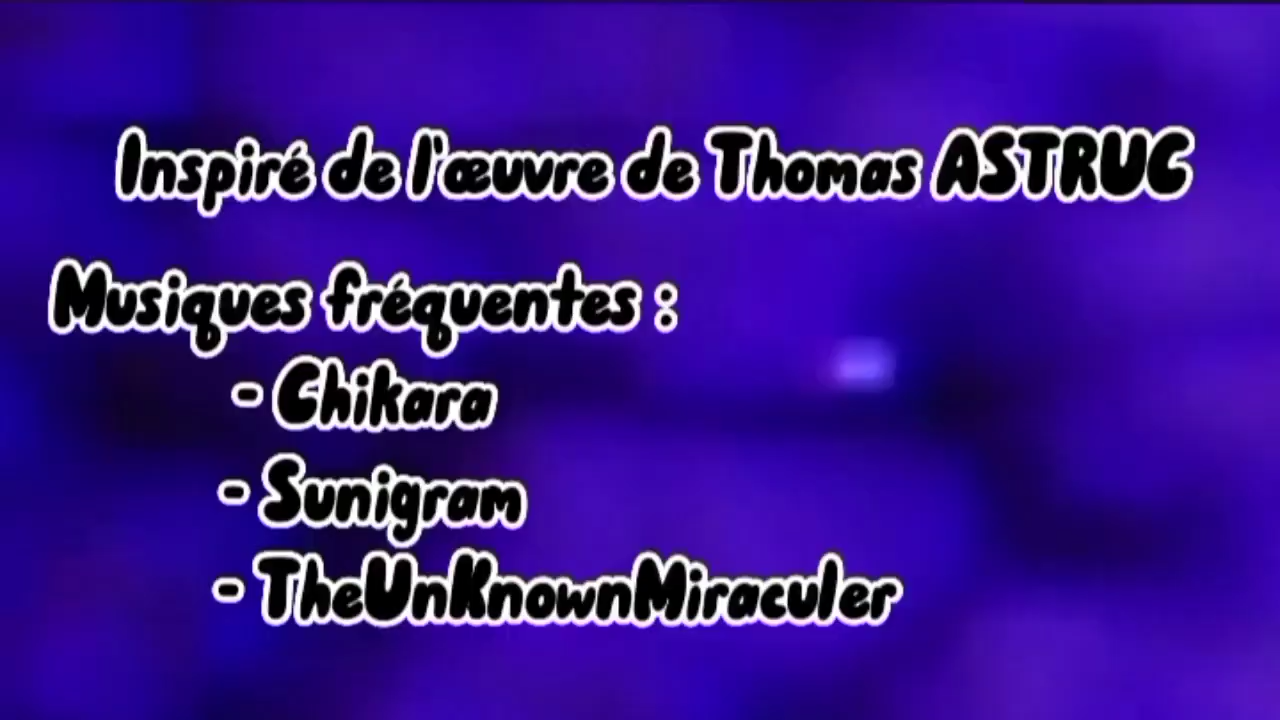 Inspiré de l'œuvre de Thomas ASTRUC
Musiques fréquentes :
- Chikara
- Sunigram
- TheUnKnownMiraculer